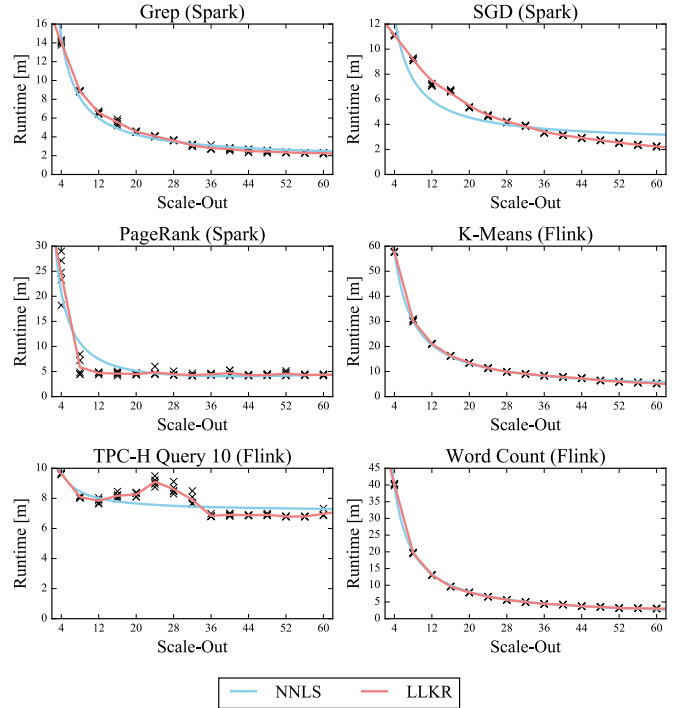 Grep (Spark)
Runtime [m]
16
14
12
10
8
6
4
2
0
4 12 20 28 36 44 52 60
Scale-Out
SGD (Spark)
Runtime [m]
12
10
8
6
4
2
0
4 12 20 28 36 44 52 60
Scale-Out
PageRank (Spark)
Runtime [m]
30
25
20
15
10
5
0
4 12 20 28 36 44 52 60
Scale-Out
K-Means (Flink)
Runtime [m]
60
50
40
30
20
10
0
4 12 20 28 36 44 52 60
Scale-Out
TPC-H Query 10 (Flink)
Runtime [m]
10
8
6
4
2
0
4 12 20 28 36 44 52 60
Scale-Out
Word Count (Flink)
Runtime [m]
45
40
35
30
25
20
15
10
5
0
4 12 20 28 36 44 52 60
Scale-Out
NNLS LLKR